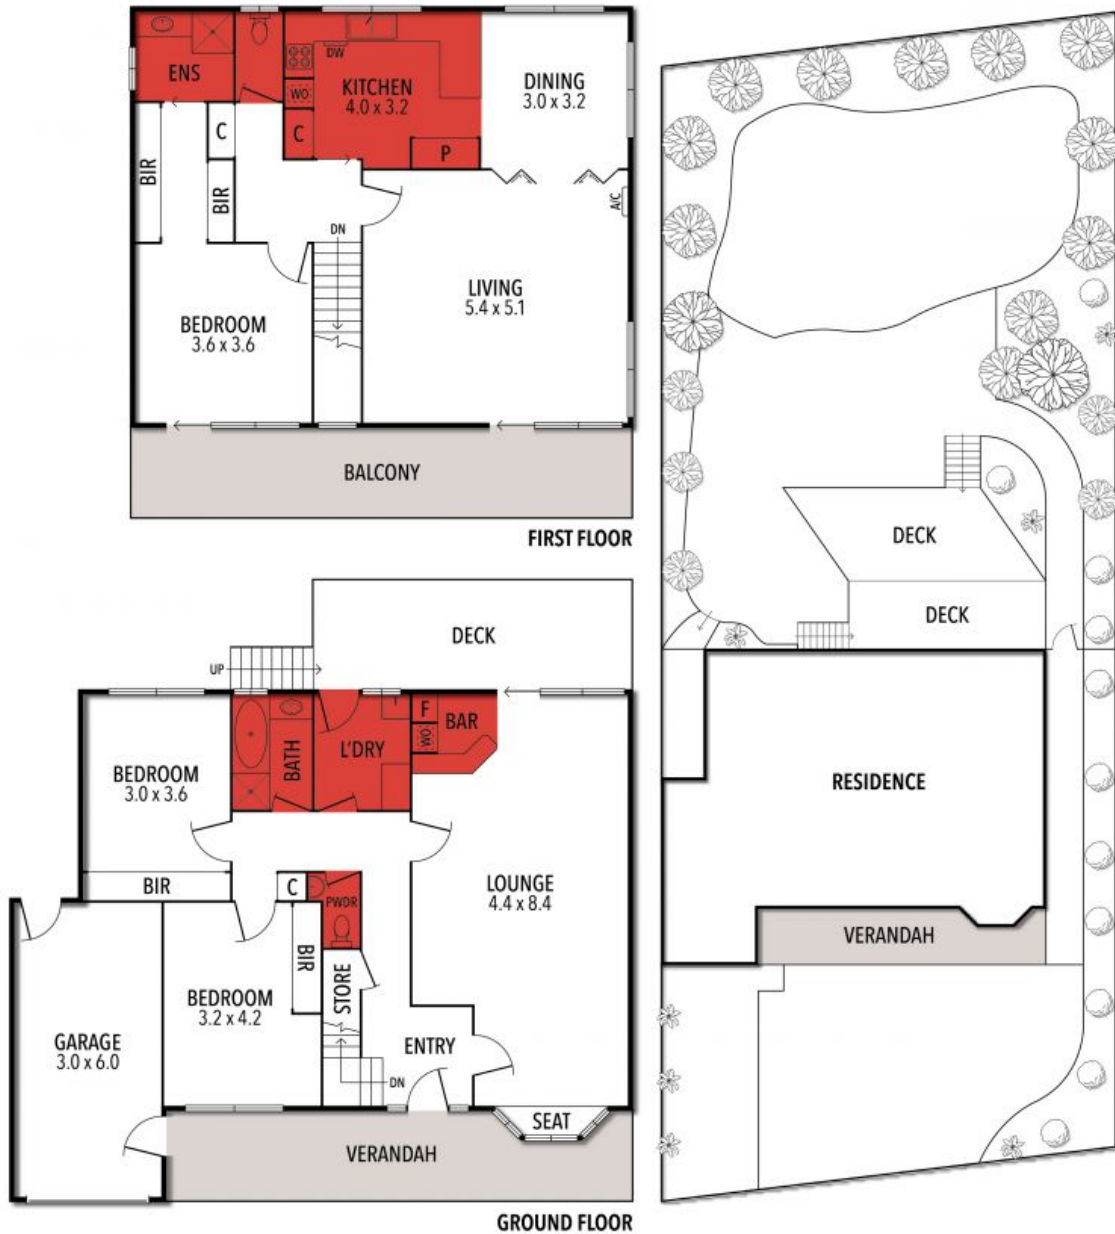 ENS
DW
WO
KITCHEN
4.0 x 3.2
DINING
3.0 x 3.2
C
C
P
BIR
BIR
A/C
DN
LIVING
5.4 x 5.1
BEDROOM
3.6 x 3.6
BALCONY
FIRST FLOOR
DECK
UP
F
BAR
WO
BATH
L'DRY
BEDROOM
3.0 x 3.6
BIR
C
PWDR
LOUNGE
4.4 x 8.4
BIR
STORE
BEDROOM
3.2 x 4.2
GARAGE
3.0 x 6.0
ENTRY
DN
SEAT
VERANDAH
GROUND FLOOR
DECK
DECK
RESIDENCE
VERANDAH